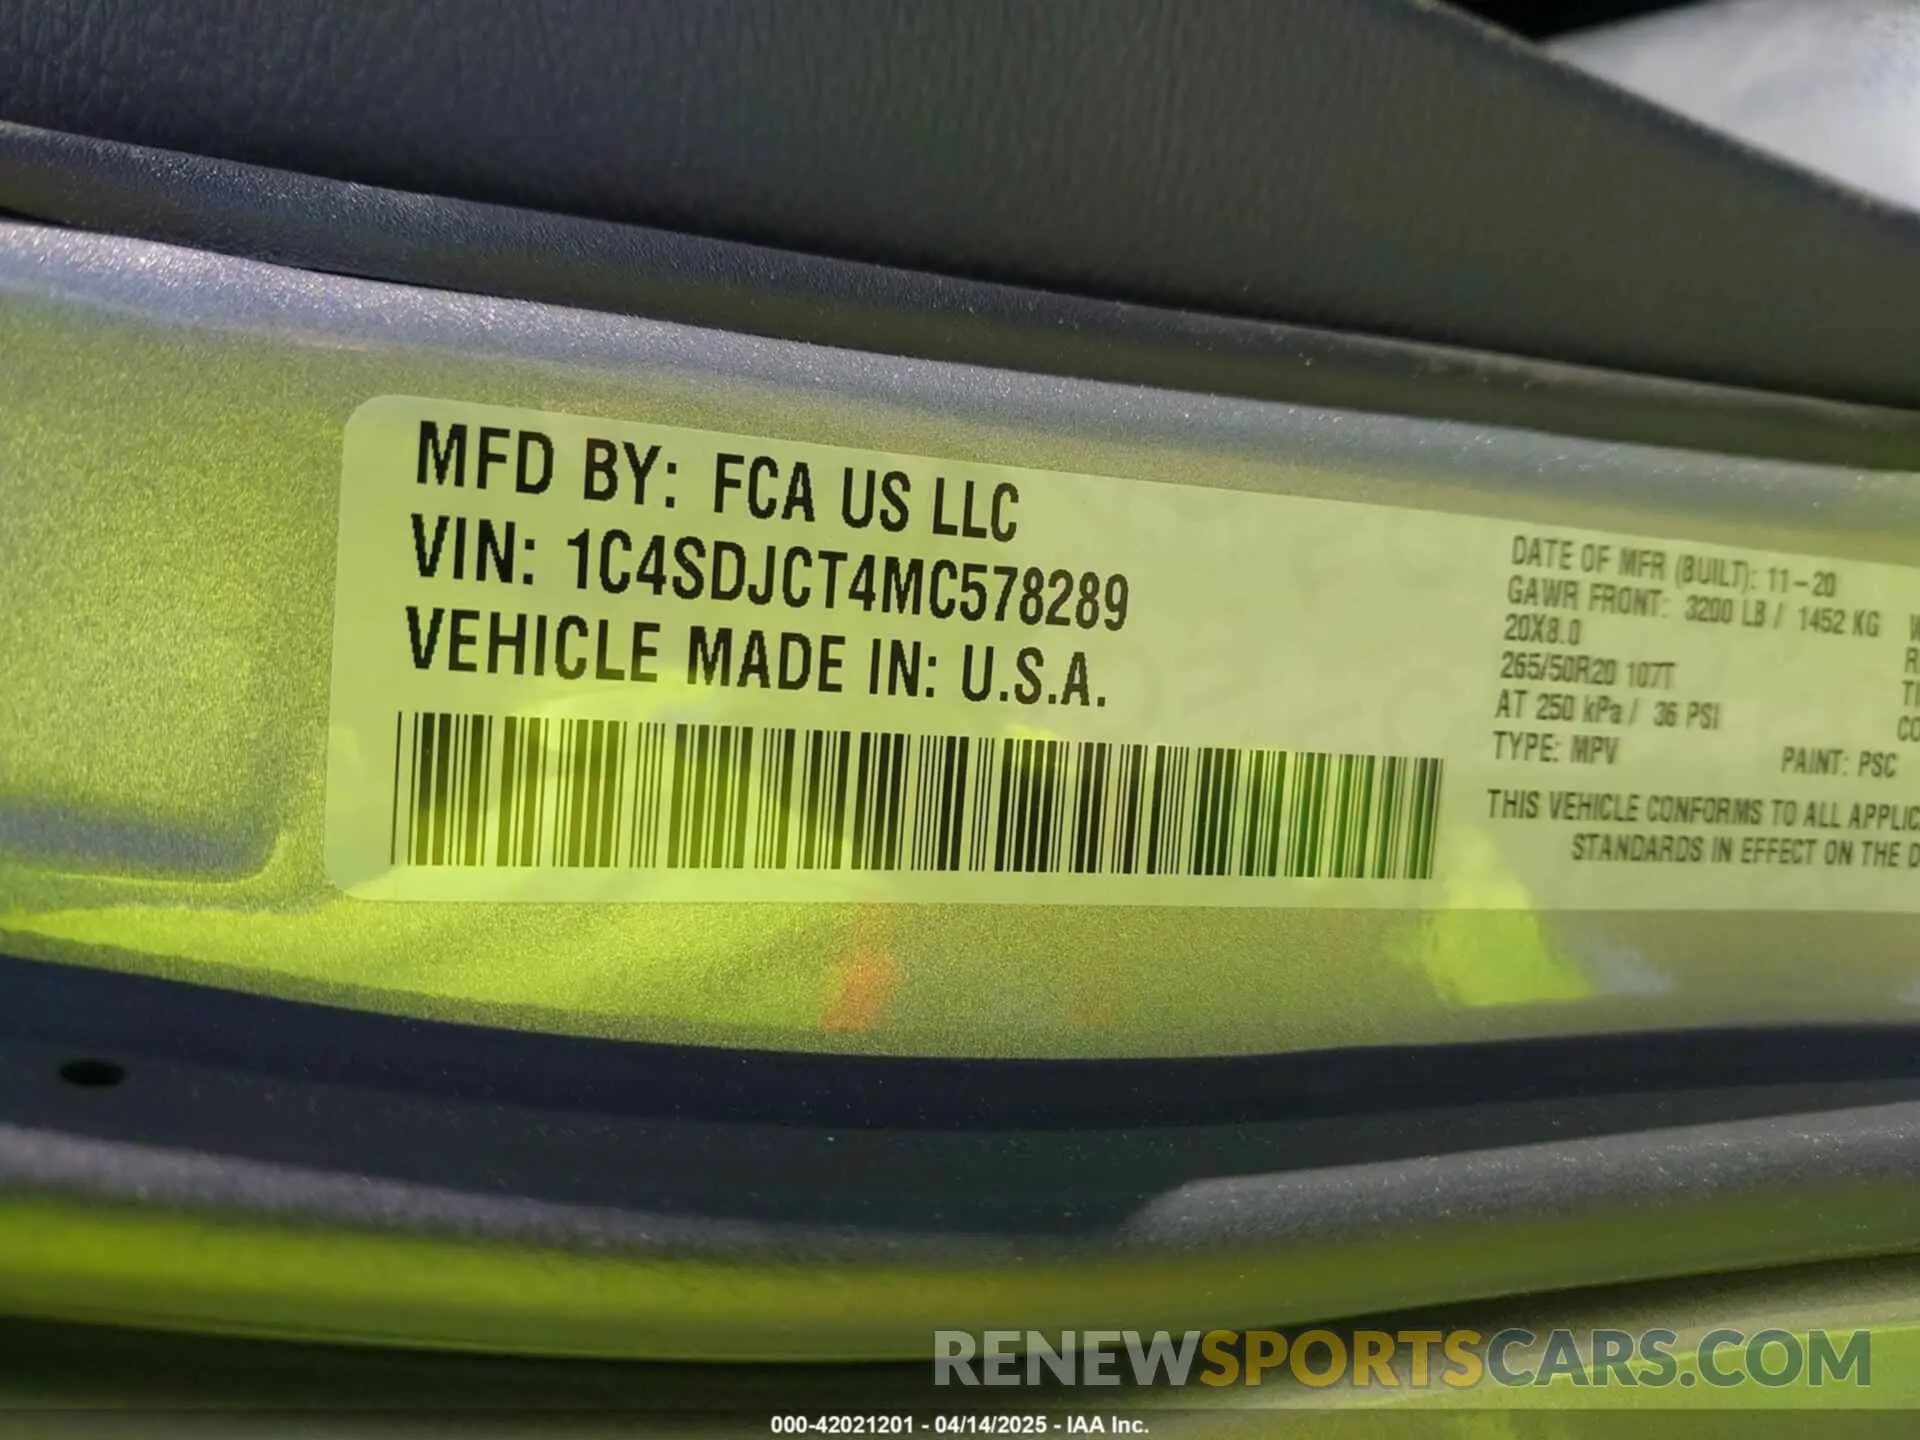 MFD BY: FCA US LLC
VIN: 1C4SDJCT4MC578289
VEHICLE MADE IN: U.S.A.
DATE OF MFR (BUILT): 11-20
GAWR FRONT: 3200 LB / 1452 KG
20X8.0
265/50R20 107T
AT 250 kPa / 36 PSI
TYPE: MPV PAINT: PSC
THIS VEHICLE CONFORMS TO ALL APPLIC
STANDARDS IN EFFECT ON THE D
RENEWSPORTSCARS.COM
000-42021201 - 04/14/2025 - IAA Inc.